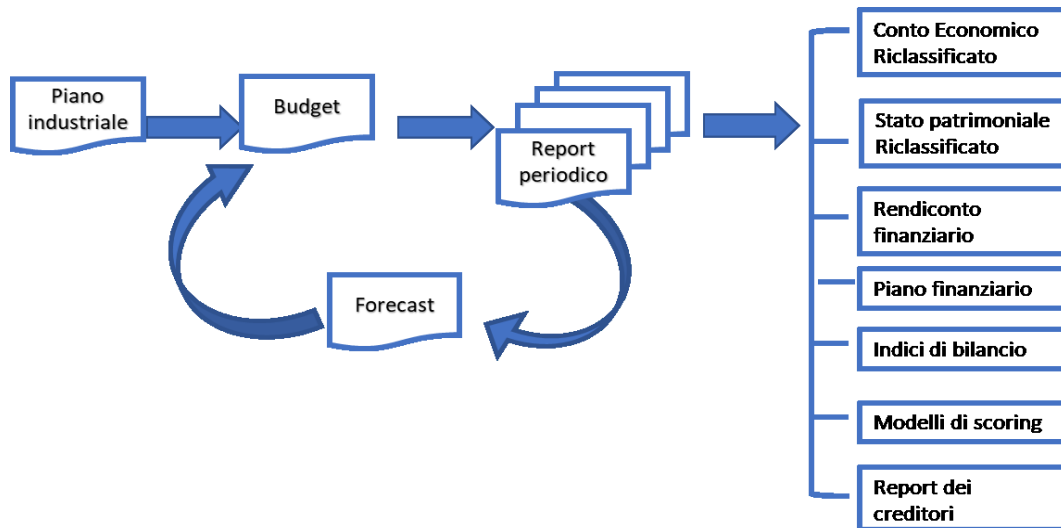 Piano
industriale
Budget
Report
periodico
Forecast
Conto Economico
Riclassificato
Stato patrimoniale
Riclassificato
Rendiconto
finanziario
Piano finanziario
Indici di bilancio
Modelli di scoring
Report dei
creditori